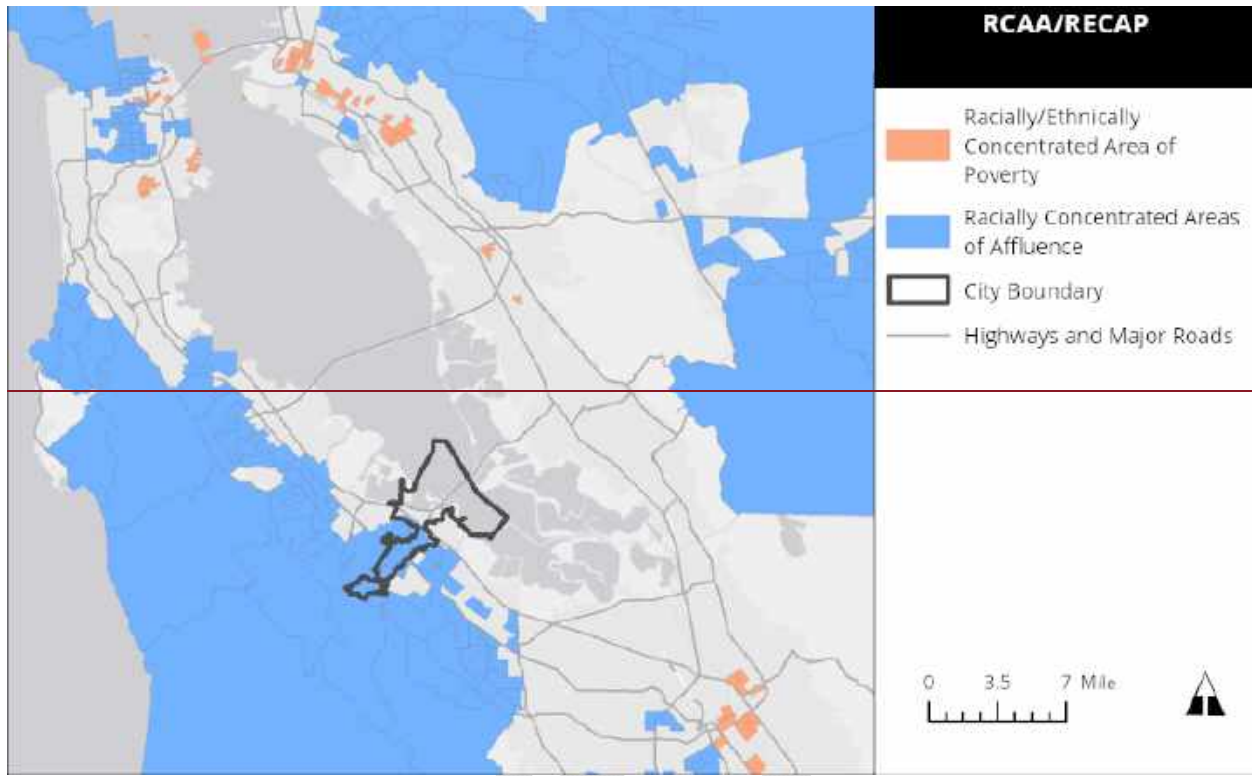 RCAA/RECAP
Racially/Ethnically
Concentrated Area of
Poverty
Racially Concentrated Areas
of Affluence
City Boundary
Highways and Major Roads
0 3.5 7 Mile